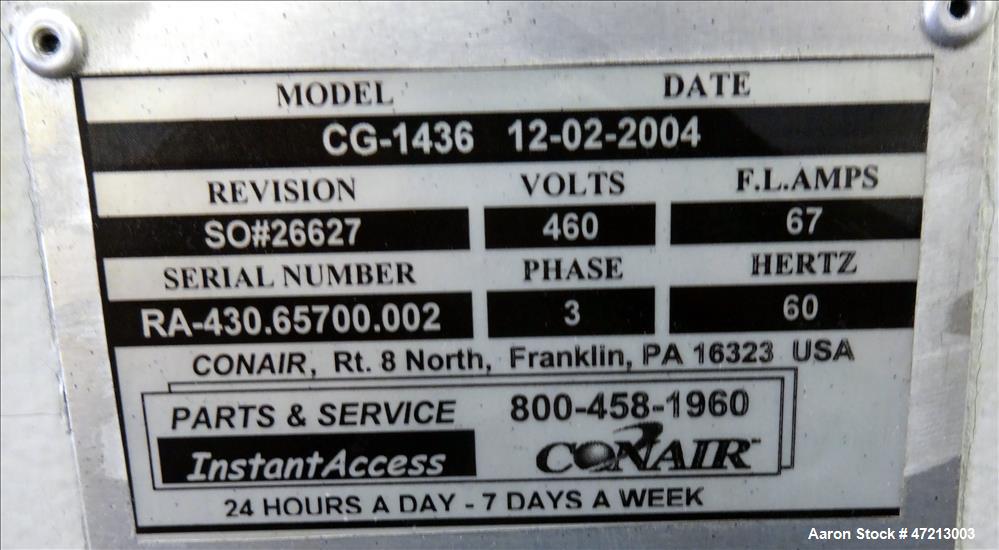 MODEL DATE
CG-1436 12-02-2004
REVISION VOLTS F.L.AMPS
SO#26627 460 67
SERIAL NUMBER PHASE HERTZ
RA-430.65700.002 3 60
CONAIR, Rt. 8 North, Franklin, PA 16323 USA
PARTS & SERVICE 800-458-1960
InstantAccess CONAIR™
24 HOURS A DAY - 7 DAYS A WEEK
Aaron Stock # 47213003